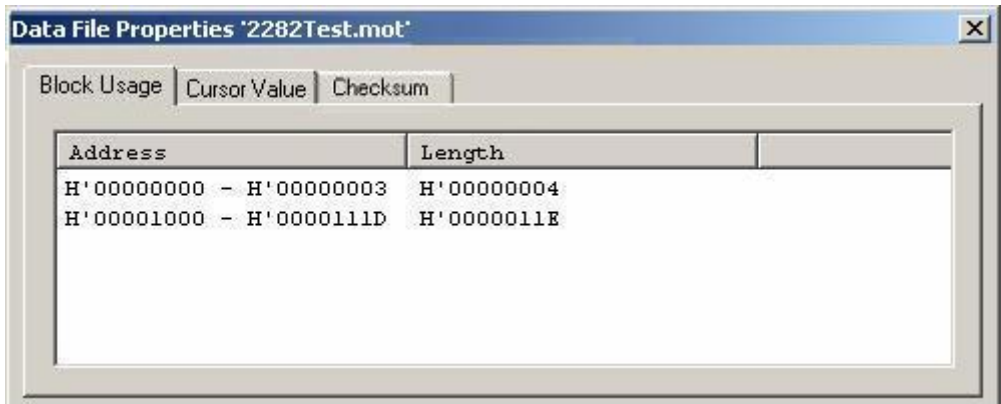 Data File Properties '2282Test.mot'
Block Usage Cursor Value Checksum
Address Length
H'00000000 - H'00000003 H'00000004
H'00001000 - H'0000111D H'0000011E